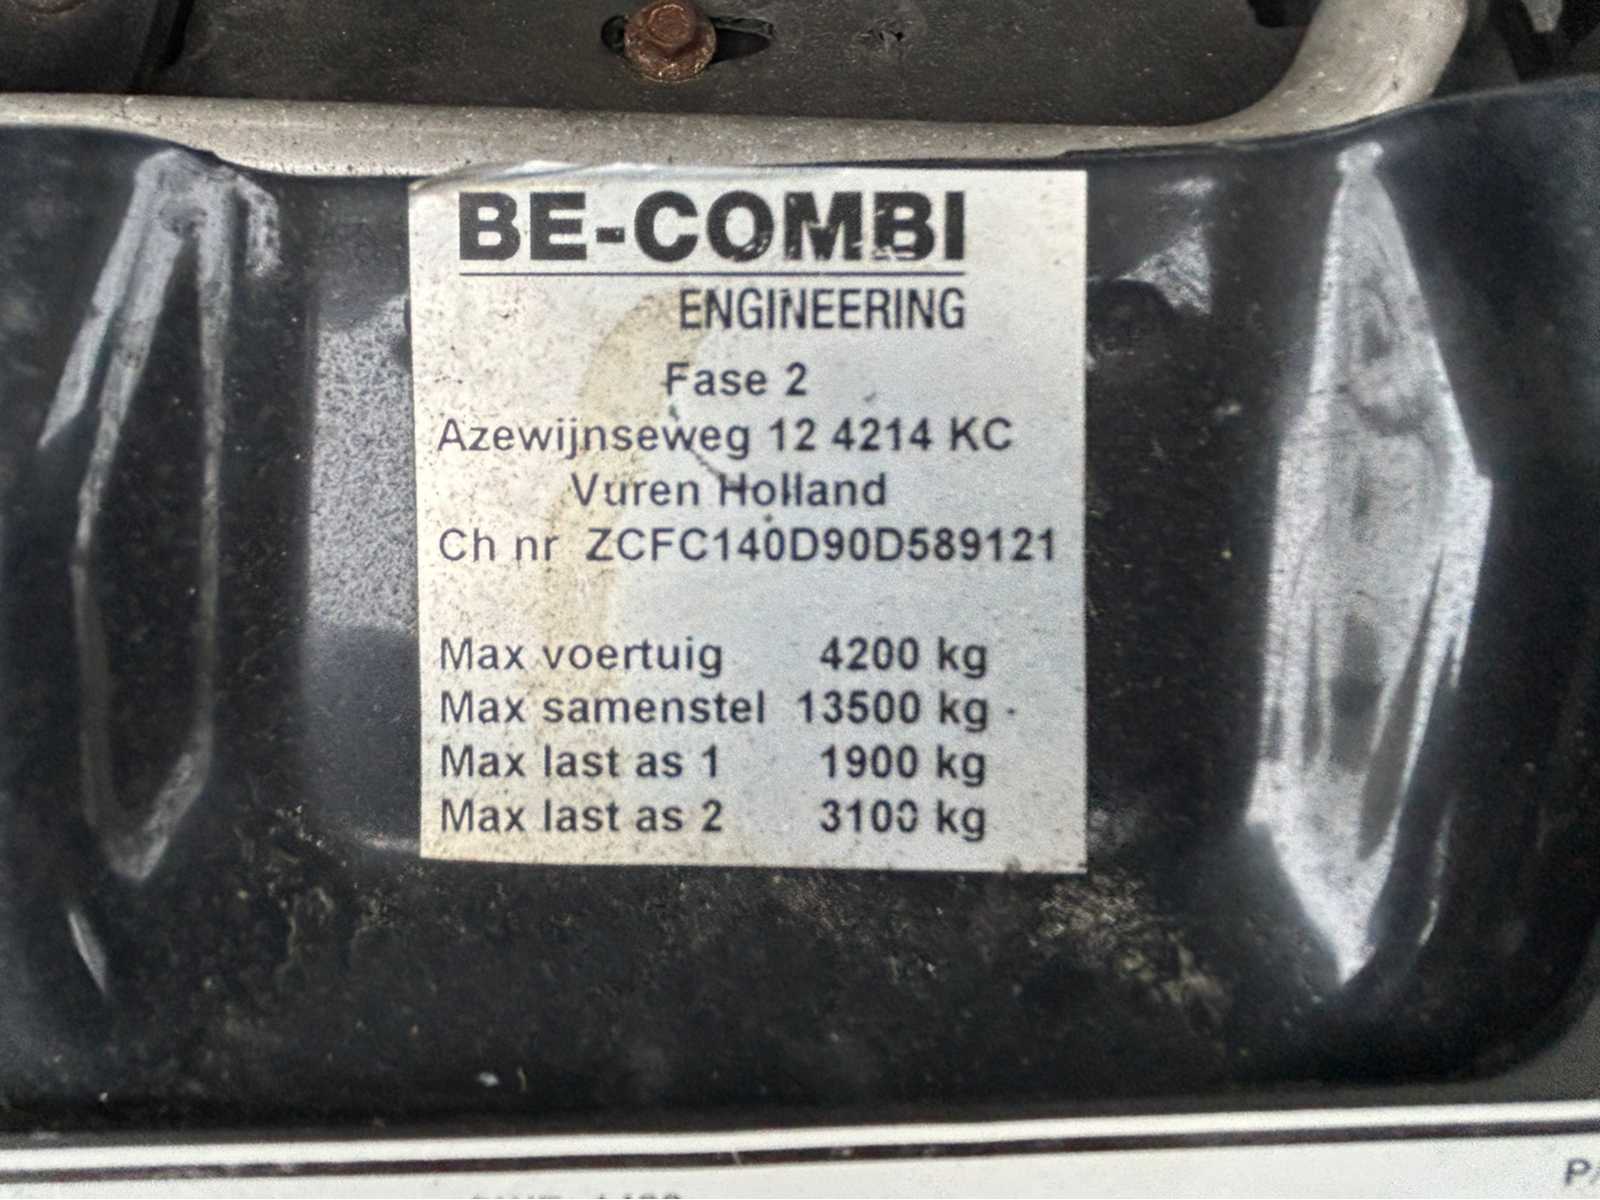 BE-COMBI
ENGINEERING
Fase 2
Azewijnseweg 12 4214 KC
Vuren Holland
Ch nr ZCFC140D90D589121
Max voertuig 4200 kg
Max samenstel 13500 kg
Max last as 1 1900 kg
Max last as 2 3100 kg